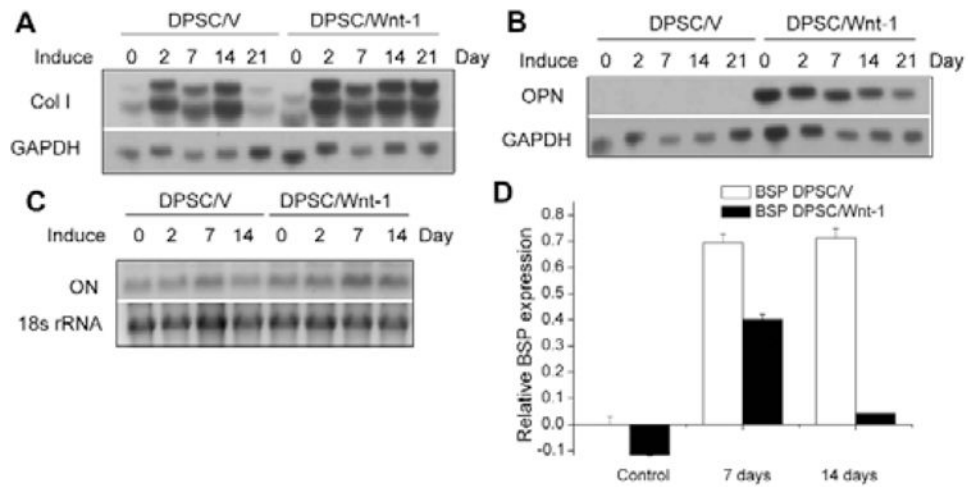 A
DPSC/V DPSC/Wnt-1
Induce 0 2 7 14 21 0 2 7 14 21 Day
Col I
GAPDH
B
DPSC/V DPSC/Wnt-1
Induce 0 2 7 14 21 0 2 7 14 21 Day
OPN
GAPDH
C
DPSC/V DPSC/Wnt-1
Induce 0 2 7 14 0 2 7 14 Day
ON
18s rRNA
D
BSP DPSC/V
BSP DPSC/Wnt-1
Relative BSP expression
0.8
0.7
0.6
0.5
0.4
0.3
0.2
0.1
0.0
-0.1
Control 7 days 14 days